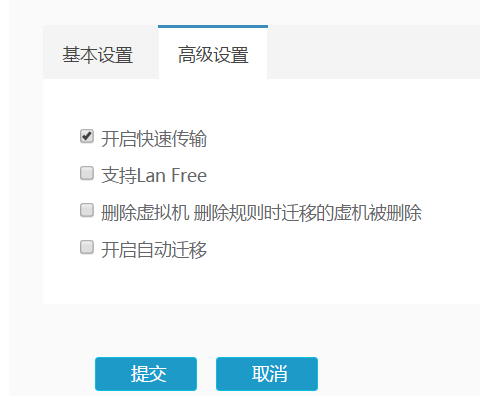 基本设置 高级设置
开启快速传输
支持Lan Free
删除虚拟机 删除规则时迁移的虚机被删除
开启自动迁移
提交 取消